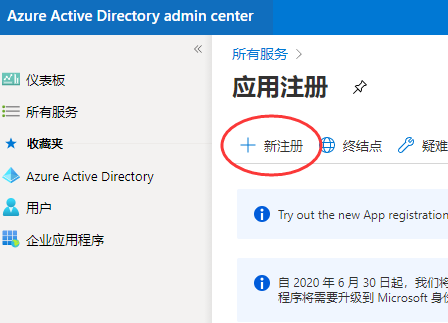 Azure Active Directory admin center
«
仪表板
所有服务
收藏夹
Azure Active Directory
用户
企业应用程序
所有服务 >
应用注册
+ 新注册 终结点 疑难
Try out the new App registration
自 2020 年 6 月 30 日起，我们将
程序将需要升级到 Microsoft 身份